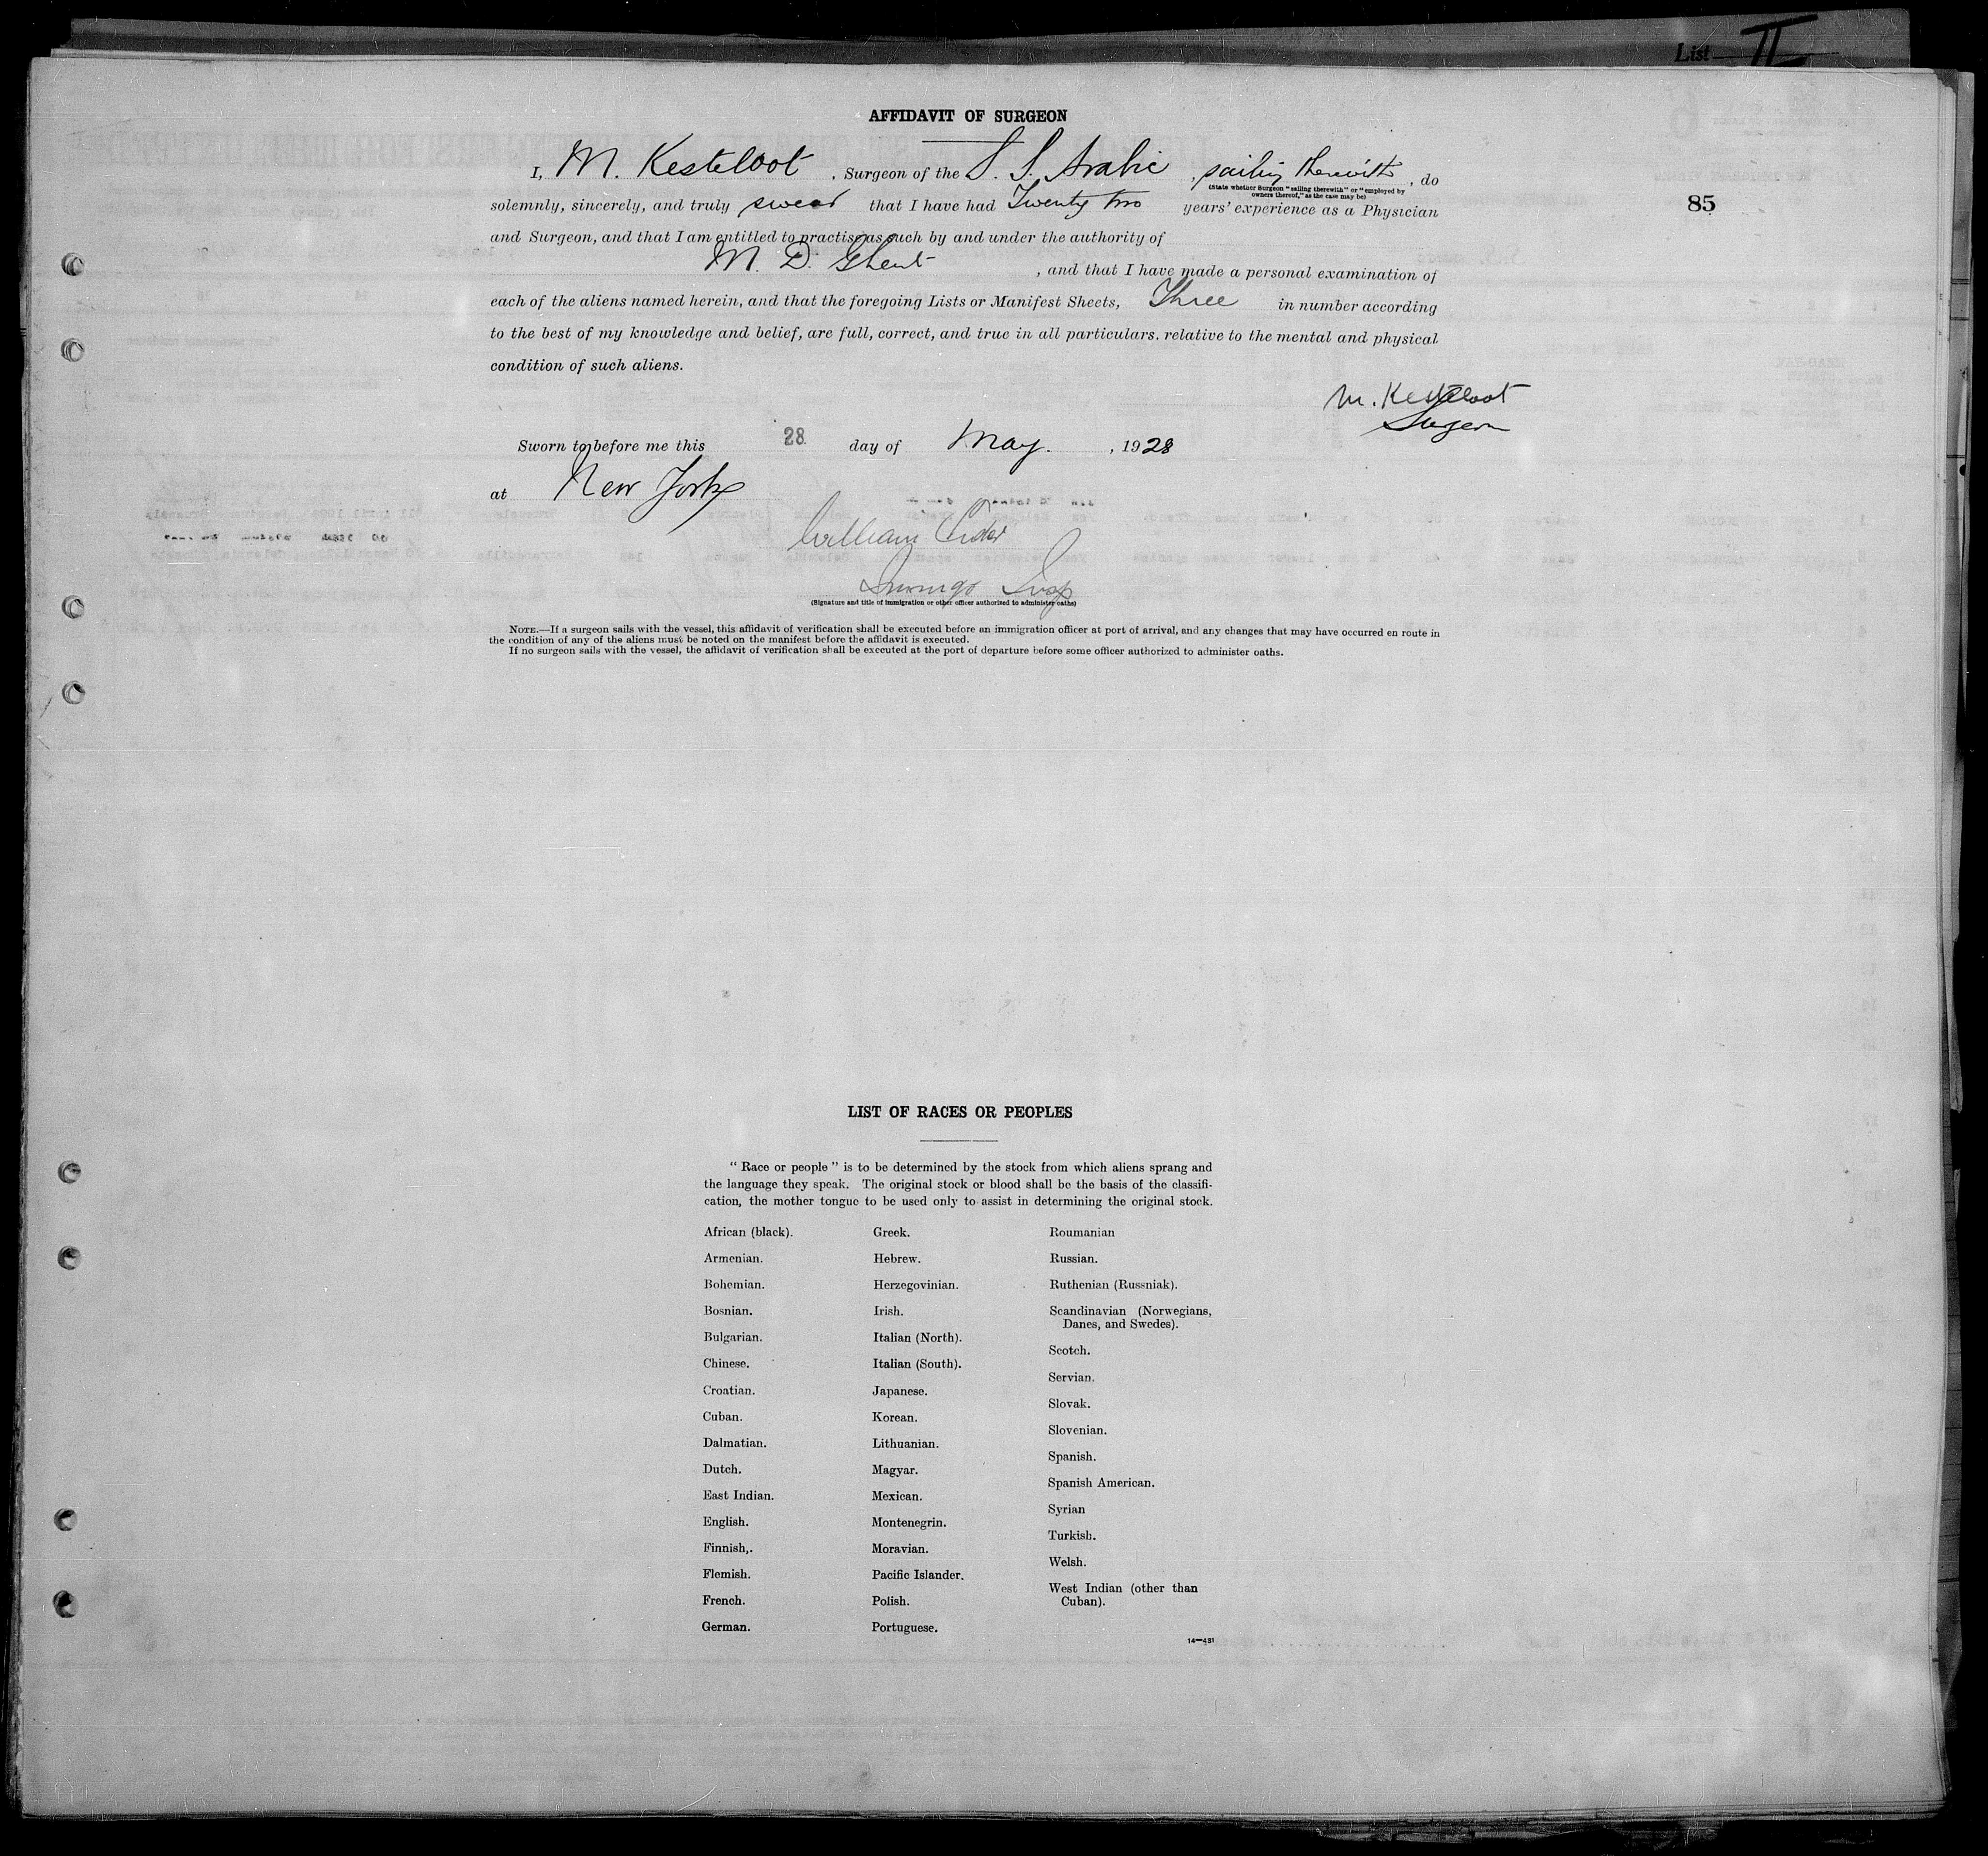 List II
AFFIDAVIT OF SURGEON
85
I, M. Kesteloot, Surgeon of the S. S. Arabic, sailing therewith, do
(State whether Surgeon "sailing therewith" or "employed by
owners thereof," as the case may be)
solemnly, sincerely, and truly swear that I have had Twenty two years' experience as a Physician
and Surgeon, and that I am entitled to practise as such by and under the authority of
M. D. Ghent, and that I have made a personal examination of
each of the aliens named herein, and that the foregoing Lists or Manifest Sheets, Three in number according
to the best of my knowledge and belief, are full, correct, and true in all particulars. relative to the mental and physical
condition of such aliens.
M. Kesteloot
Surgeon
Sworn to before me this 28 day of May. , 1928
at New York
William
Immigr Insp
(Signature and title of immigration or other officer authorized to administer oaths)
NOTE.—If a surgeon sails with the vessel, this affidavit of verification shall be executed before an immigration officer at port of arrival, and any changes that may have occurred en route in
the condition of any of the aliens must be noted on the manifest before the affidavit is executed.
If no surgeon sails with the vessel, the affidavit of verification shall be executed at the port of departure before some officer authorized to administer oaths.
LIST OF RACES OR PEOPLES
"Race or people" is to be determined by the stock from which aliens sprang and
the language they speak. The original stock or blood shall be the basis of the classifi-
cation, the mother tongue to be used only to assist in determining the original stock.
African (black).
Armenian.
Bohemian.
Bosnian.
Bulgarian.
Chinese.
Croatian.
Cuban.
Dalmatian.
Dutch.
East Indian.
English.
Finnish,.
Flemish.
French.
German.
Greek.
Hebrew.
Herzegovinian.
Irish.
Italian (North).
Italian (South).
Japanese.
Korean.
Lithuanian.
Magyar.
Mexican.
Montenegrin.
Moravian.
Pacific Islander.
Polish.
Portuguese.
Roumanian
Russian.
Ruthenian (Russniak).
Scandinavian (Norwegians,
Danes, and Swedes).
Scotch.
Servian.
Slovak.
Slovenian.
Spanish.
Spanish American.
Syrian
Turkish.
Welsh.
West Indian (other than
Cuban).
14—431